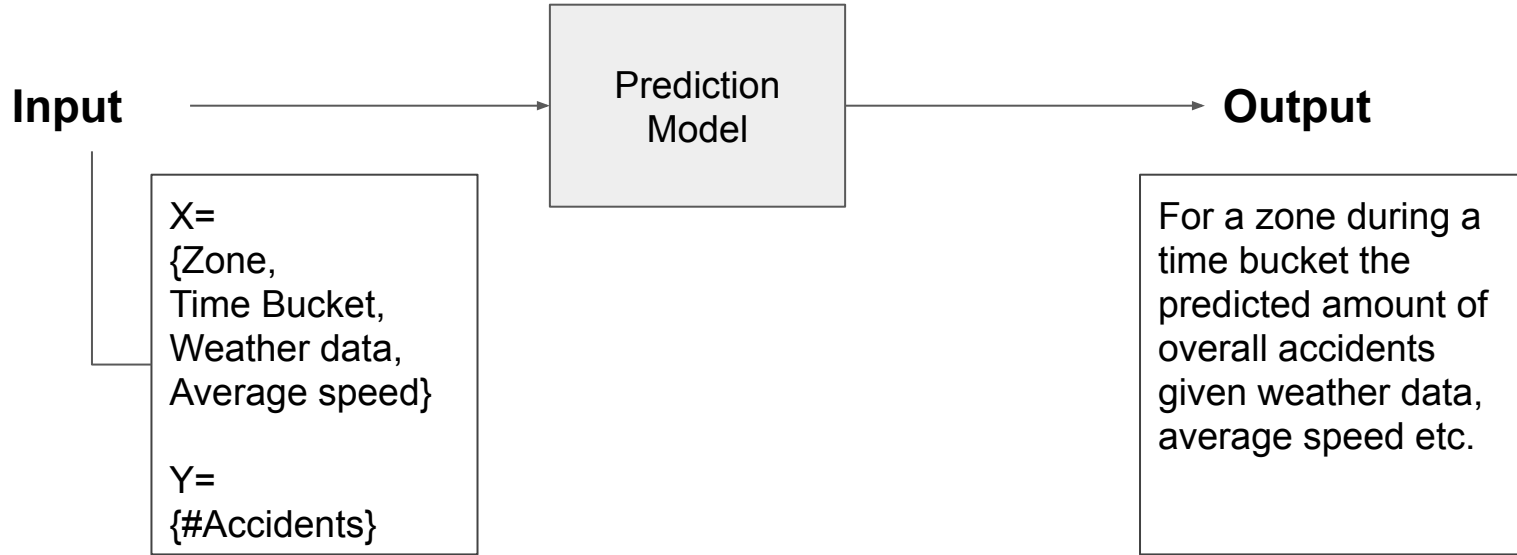 Input
Prediction
Model
Output
X=
{Zone,
Time Bucket,
Weather data,
Average speed}
Y=
{#Accidents}
For a zone during a
time bucket the
predicted amount of
overall accidents
given weather data,
average speed etc.